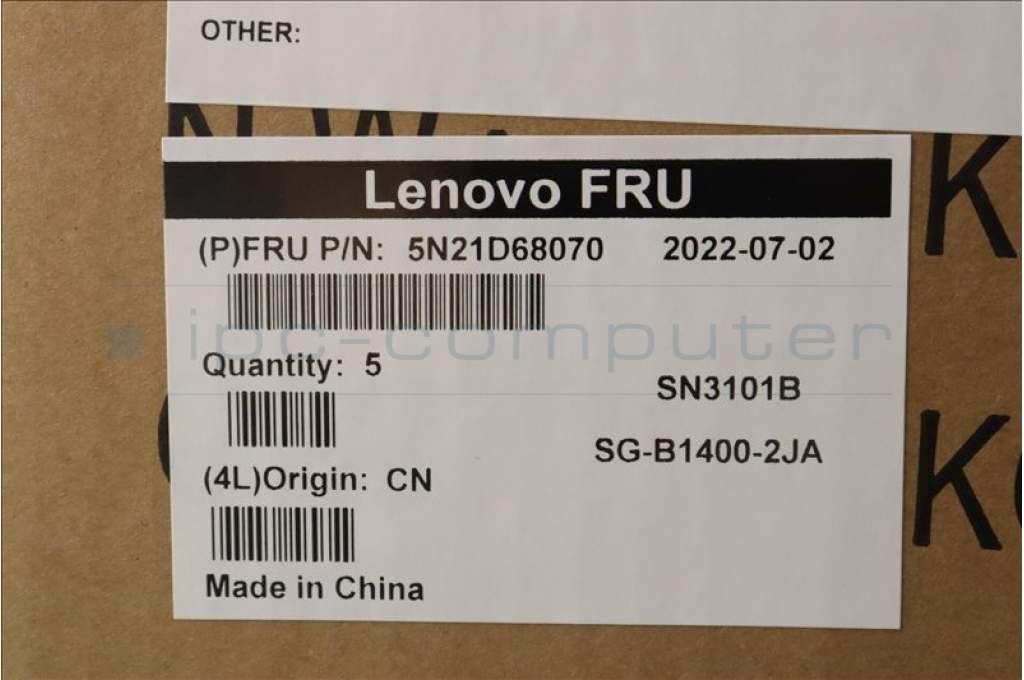 OTHER:
Lenovo FRU
(P)FRU P/N: 5N21D68070 2022-07-02
ipc-computer
Quantity: 5
SN3101B
SG-B1400-2JA
(4L)Origin: CN
Made in China